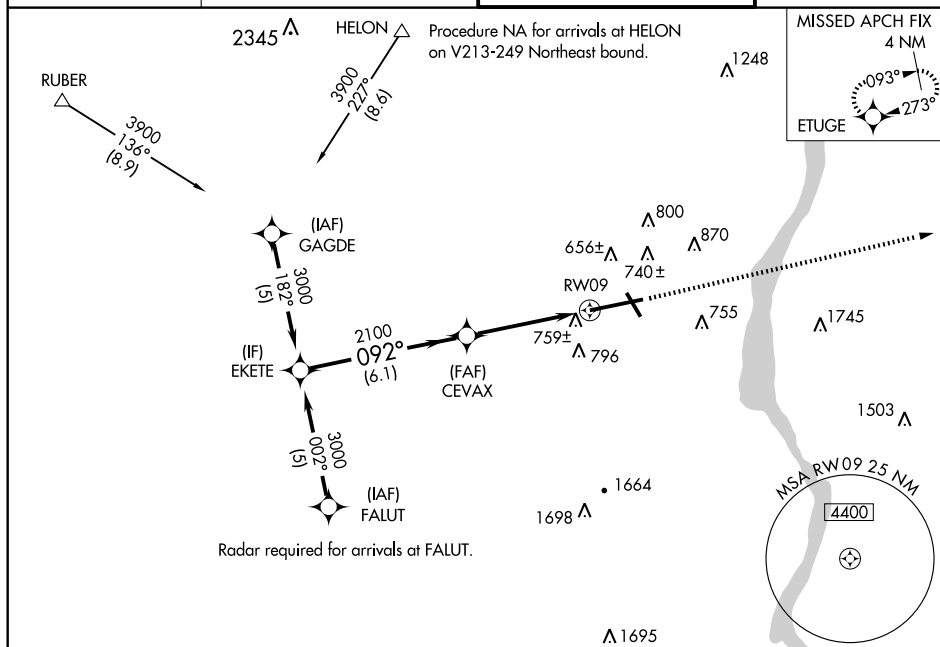 MISSED APCH FIX
4 NM
093°
273°
ETUGE
2345
HELON
Procedure NA for arrivals at HELON
on V213-249 Northeast bound.
1248
RUBER
3900
136°
(8.9)
3900
227°
(8.6)
(IAF)
GAGDE
800
870
656±
740±
3000
182°
(5)
RW09
755
1745
2100
092°
(6.1)
759±
796
(IF)
EKETE
(FAF)
CEVAX
1503
3000
002°
(5)
(IAF)
FALUT
1664
1698
MSA RW09 25 NM
4400
Radar required for arrivals at FALUT.
1695